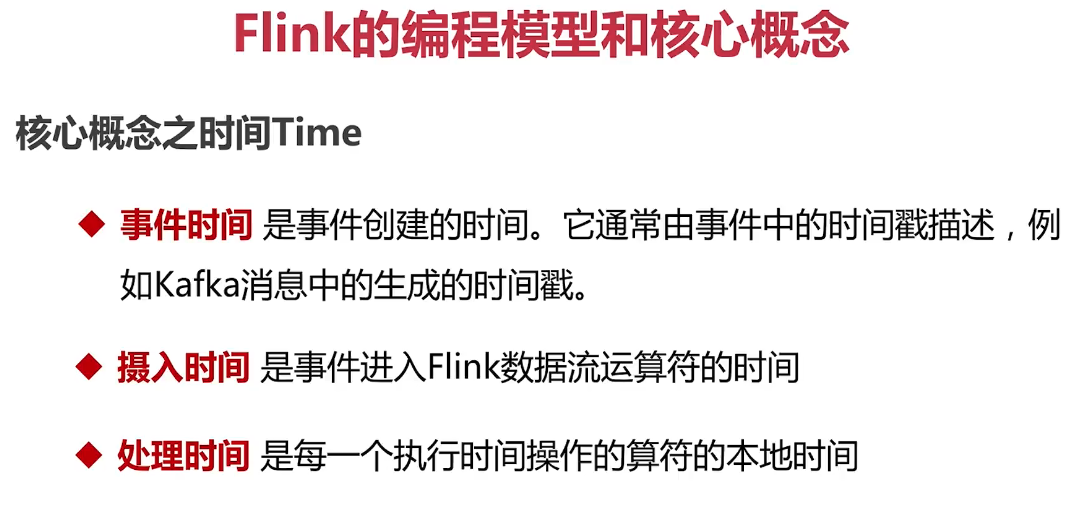 Flink的编程模型和核心概念
核心概念之时间Time
◆ 事件时间 是事件创建的时间。它通常由事件中的时间戳描述，例
如Kafka消息中的生成的时间戳。
◆ 摄入时间 是事件进入Flink数据流运算符的时间
◆ 处理时间 是每一个执行时间操作的算符的本地时间